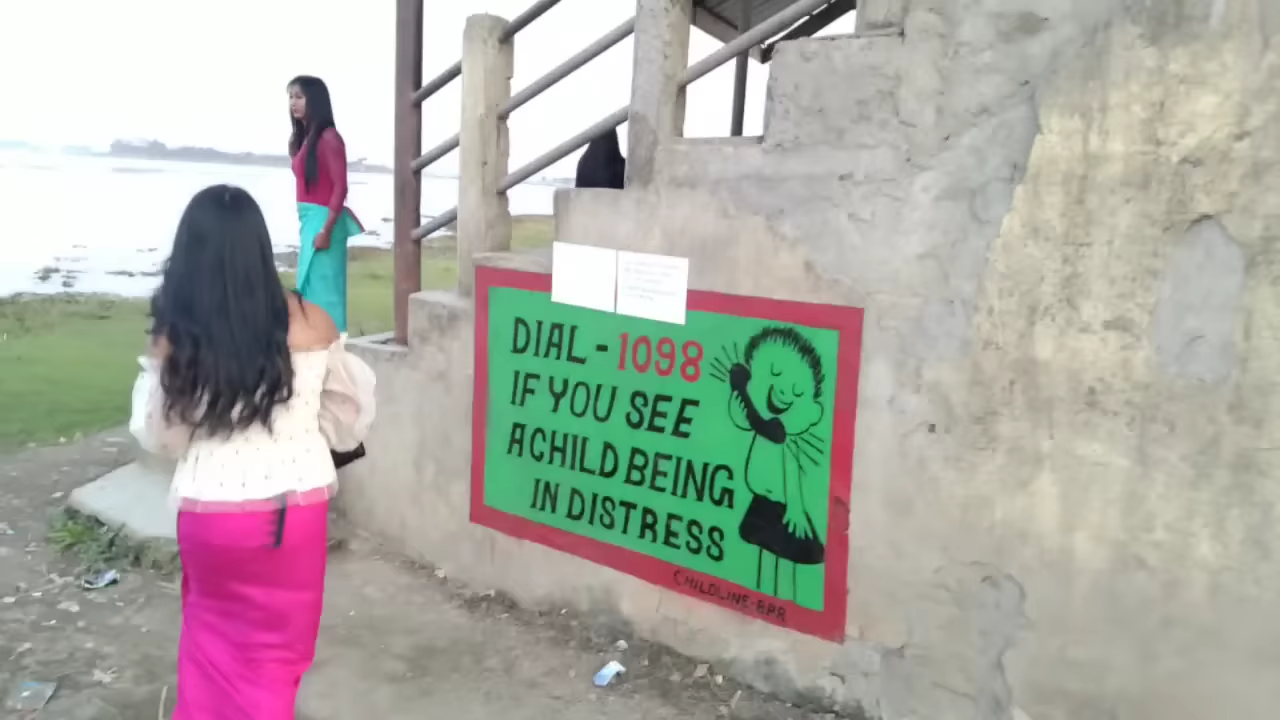 DIAL - 1098
IF YOU SEE
A CHILD BEING
IN DISTRESS
CHILDLINE-BPR